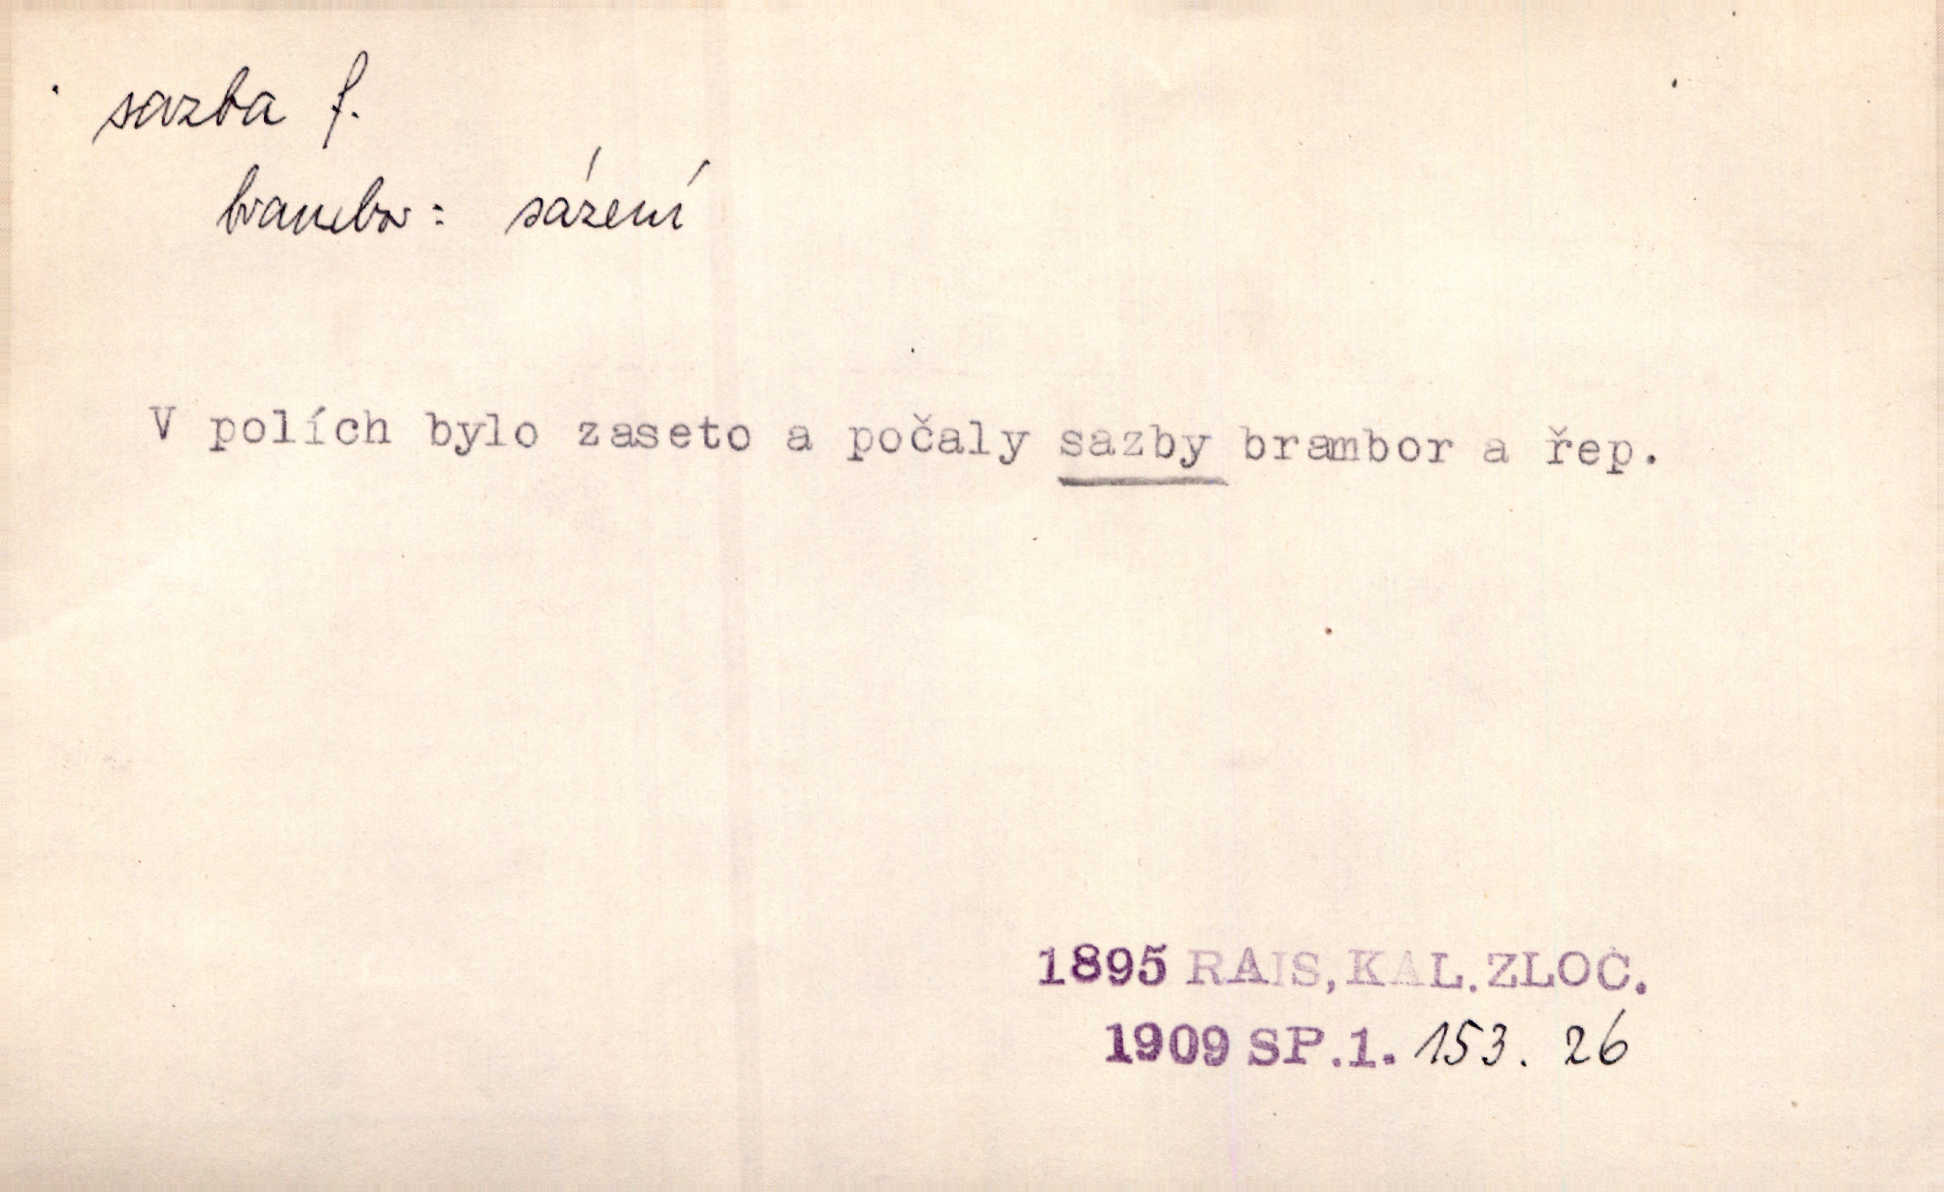 sazba f.
brambor: sázení
V polích bylo zaseto a počaly sazby brambor a řep.
1895 RAIS, KAL. ZLOČ.
1909 SP.1. 153. 26